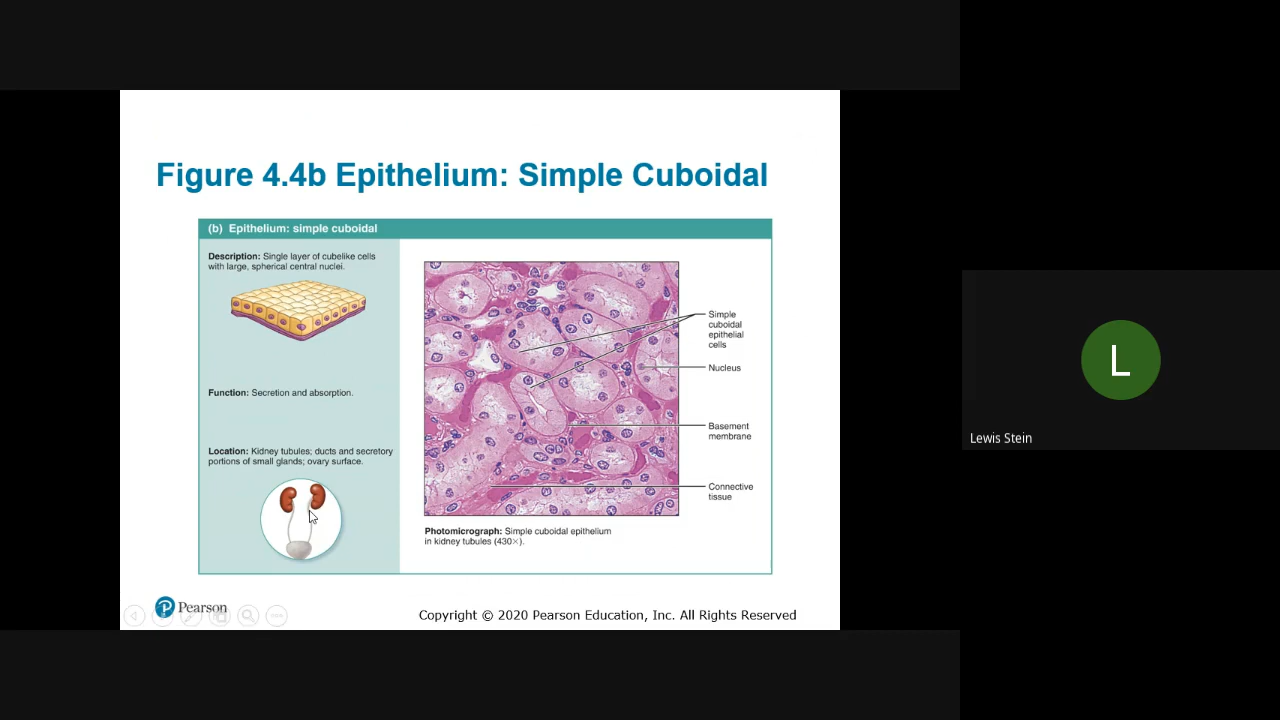 Figure 4.4b Epithelium: Simple Cuboidal
(b) Epithelium: simple cuboidal
Description: Single layer of cubelike cells
with large, spherical central nuclei.
Function: Secretion and absorption.
Location: Kidney tubules; ducts and secretory
portions of small glands; ovary surface.
Simple
cuboidal
epithelial
cells
Nucleus
Basement
membrane
Connective
tissue
Photomicrograph: Simple cuboidal epithelium
in kidney tubules (430×).
P Pearson
Copyright © 2020 Pearson Education, Inc. All Rights Reserved
L
Lewis Stein